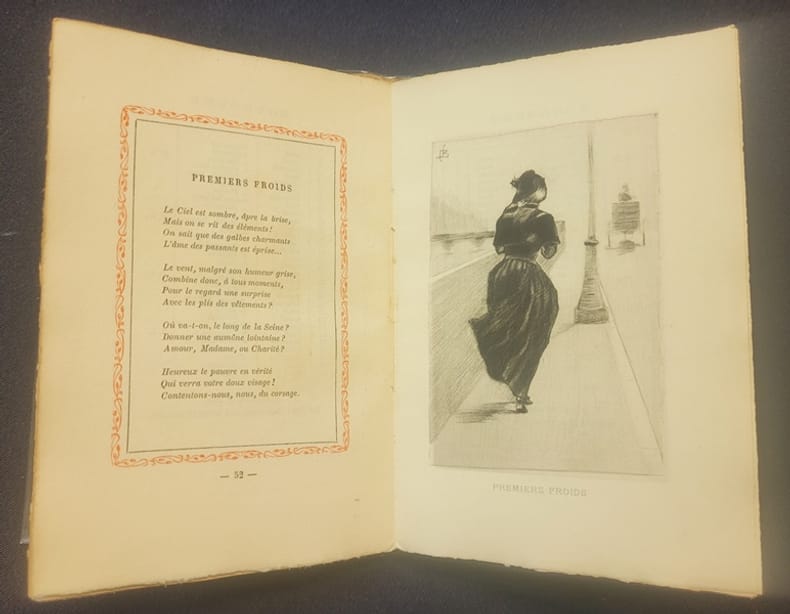 PREMIERS FROIDS
Le Ciel est sombre, âpre la brise,
Mais on se rit des éléments!
On sait que des galbes charmants
L'âme des passants est éprise...
Le vent, malgré son humeur grise,
Combine donc, à tous moments,
Pour le regard une surprise
Avec les plis des vêtements?
Où va-t-on, le long de la Seine?
Donner une aumône lointaine?
Amour, Madame, ou Charité?
Heureux le pauvre en vérité
Qui verra votre doux visage!
Contentons-nous, nous, du corsage.
— 52 —
PREMIERS FROIDS